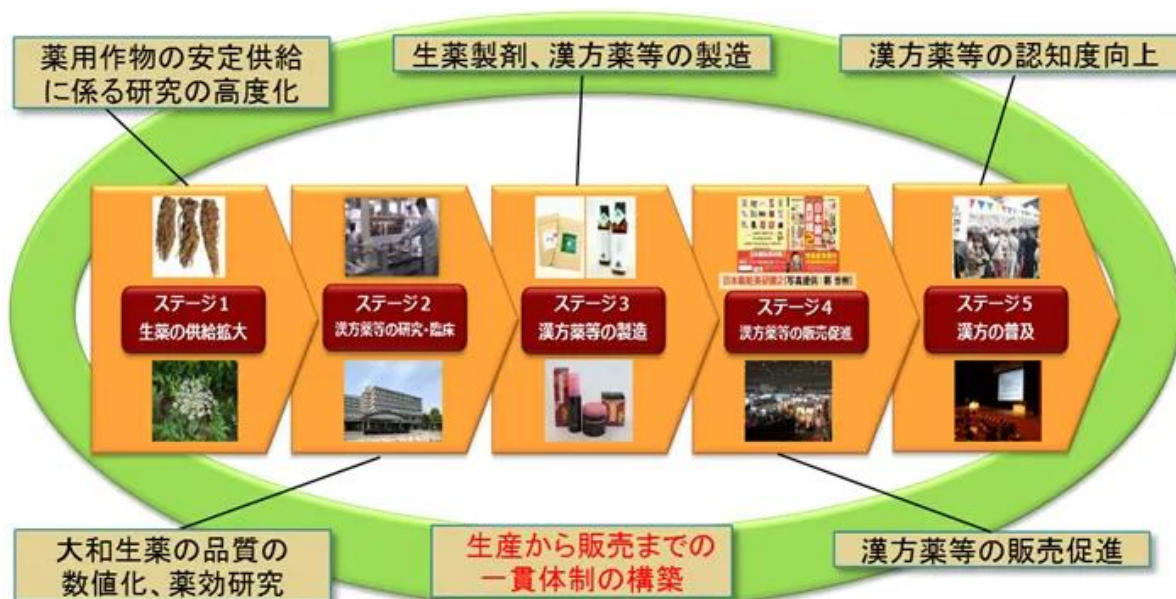 薬用作物の安定供給
に係る研究の高度化
生薬製剤、漢方薬等の製造
漢方薬等の認知度向上
ステージ1
生薬の供給拡大
ステージ2
漢方薬等の研究・臨床
ステージ3
漢方薬等の製造
ステージ4
漢方薬等の販売促進
ステージ5
漢方の普及
大和生薬の品質の
数値化、薬効研究
生産から販売までの
一貫体制の構築
漢方薬等の販売促進